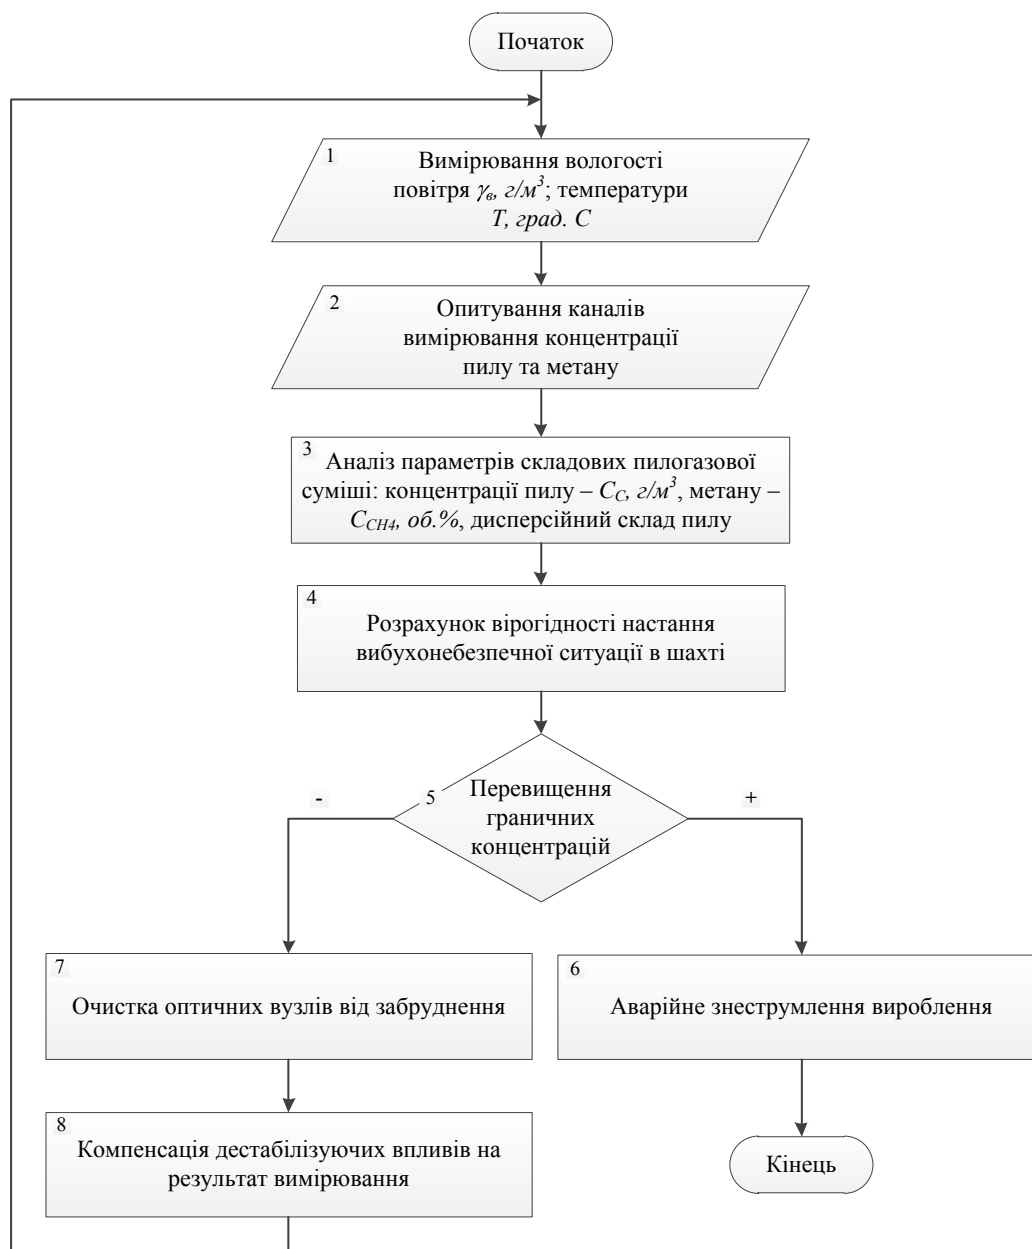 Початок
1
Вимірювання вологості
повітря γв, г/м³; температури
T, град. C
2
Опитування каналів
вимірювання концентрації
пилу та метану
3
Аналіз параметрів складових пилогазової
суміші: концентрації пилу – CC, г/м³, метану –
CCH4, об.%, дисперсійний склад пилу
4
Розрахунок вірогідності настання
вибухонебезпечної ситуації в шахті
5
Перевищення
граничних
концентрацій
-
+
7
Очистка оптичних вузлів від забруднення
6
Аварійне знеструмлення вироблення
8
Компенсація дестабілізуючих впливів на
результат вимірювання
Кінець